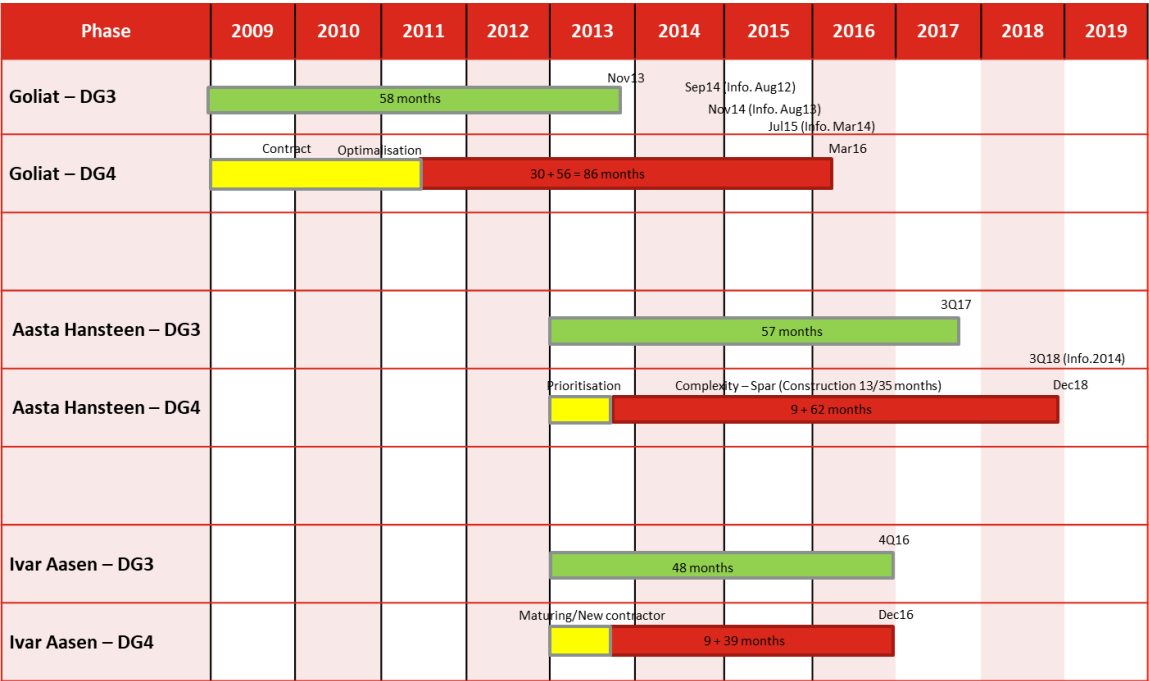 Phase 2009 2010 2011 2012 2013 2014 2015 2016 2017 2018 2019
Nov13
Sep14 (Info. Aug12)
Goliat – DG3
58 months
Nov14 (Info. Aug13)
Jul15 (Info. Mar14)
Contract Optimalisation Mar16
Goliat – DG4
30 + 56 = 86 months
3Q17
Aasta Hansteen – DG3
57 months
3Q18 (Info.2014)
Prioritisation Complexity – Spar (Construction 13/35 months) Dec18
Aasta Hansteen – DG4
9 + 62 months
4Q16
Ivar Aasen – DG3
48 months
Maturing/New contractor Dec16
Ivar Aasen – DG4
9 + 39 months